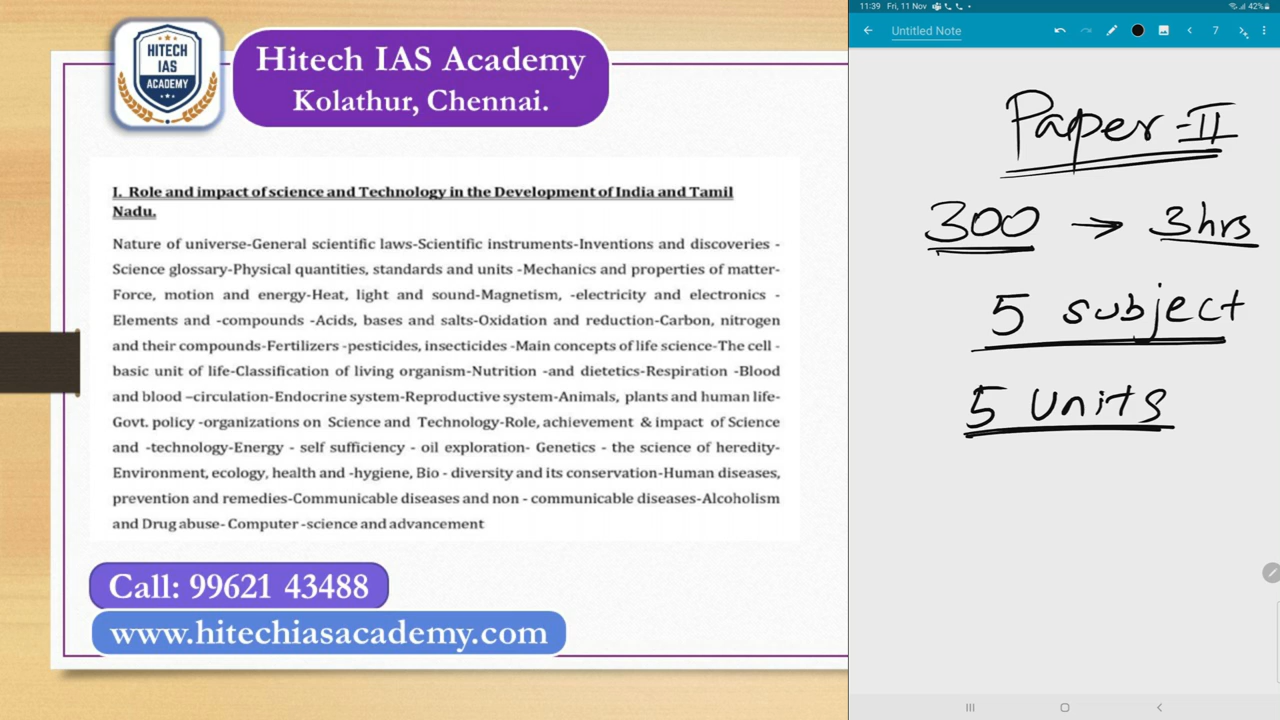 HITECH
IAS
ACADEMY
Hitech IAS Academy
Kolathur, Chennai.
I. Role and impact of science and Technology in the Development of India and Tamil
Nadu.
Nature of universe-General scientific laws-Scientific instruments-Inventions and discoveries -
Science glossary-Physical quantities, standards and units -Mechanics and properties of matter-
Force, motion and energy-Heat, light and sound-Magnetism, -electricity and electronics -
Elements and -compounds -Acids, bases and salts-Oxidation and reduction-Carbon, nitrogen
and their compounds-Fertilizers -pesticides, insecticides -Main concepts of life science-The cell -
basic unit of life-Classification of living organism-Nutrition -and dietetics-Respiration -Blood
and blood –circulation-Endocrine system-Reproductive system-Animals, plants and human life-
Govt. policy -organizations on Science and Technology-Role, achievement & impact of Science
and -technology-Energy - self sufficiency - oil exploration- Genetics - the science of heredity-
Environment, ecology, health and -hygiene, Bio - diversity and its conservation-Human diseases,
prevention and remedies-Communicable diseases and non - communicable diseases-Alcoholism
and Drug abuse- Computer -science and advancement
Call: 99621 43488
www.hitechiasacademy.com
11:39 Fri, 11 Nov
42%
Untitled Note
7
Paper-II
300 → 3 hrs
5 subject
5 units